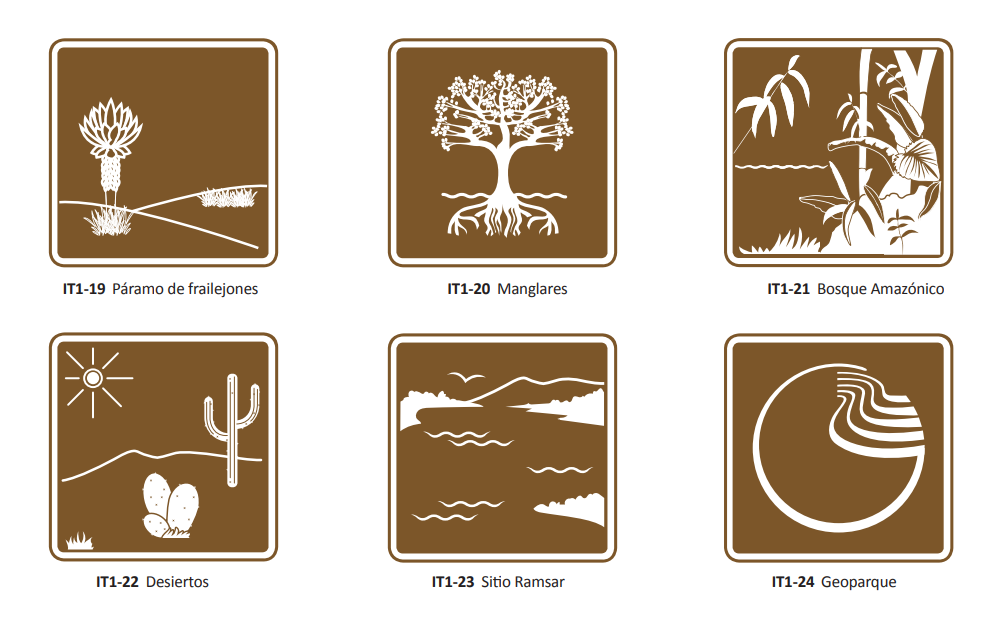 IT1-19 Páramo de frailejones
IT1-20 Manglares
IT1-21 Bosque Amazónico
IT1-22 Desiertos
IT1-23 Sitio Ramsar
IT1-24 Geoparque